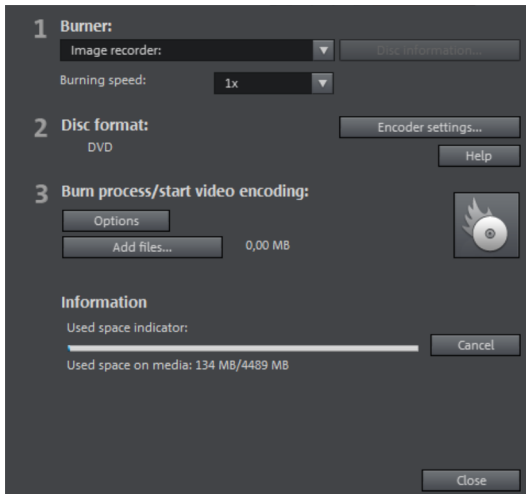 1 Burner:
Image recorder:
Disc information...
Burning speed: 1x
2 Disc format:
DVD
Encoder settings...
Help
3 Burn process/start video encoding:
Options
Add files... 0,00 MB
Information
Used space indicator:
Cancel
Used space on media: 134 MB/4489 MB
Close